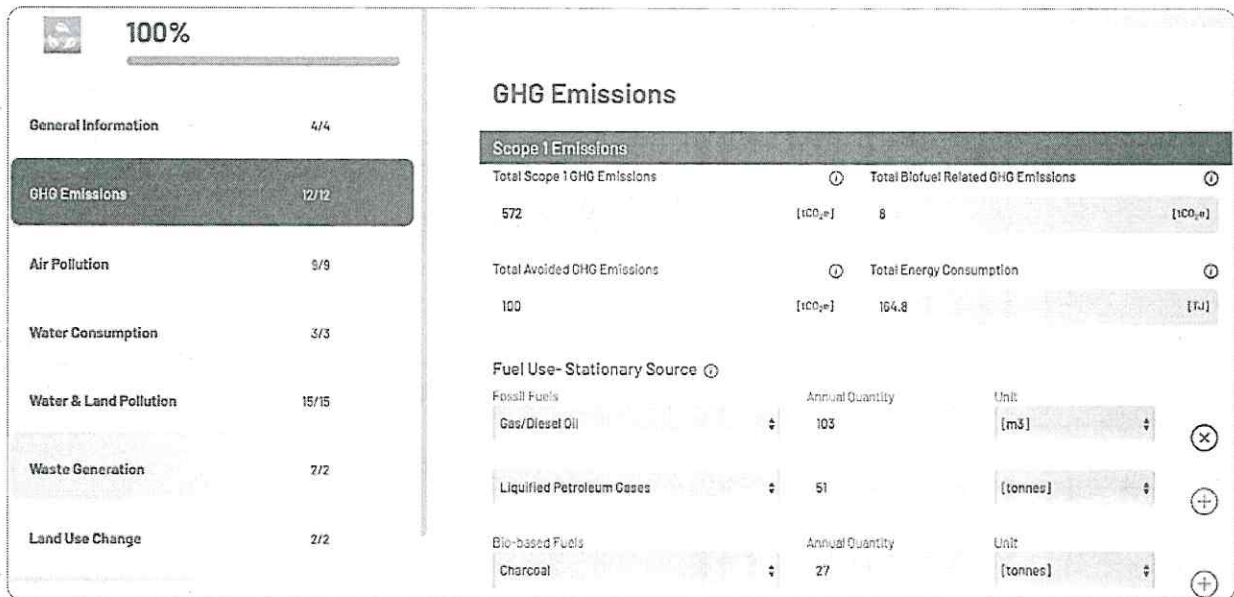 100%
General Information 4/4
GHG Emissions 12/12
Air Pollution 9/9
Water Consumption 3/3
Water & Land Pollution 15/15
Waste Generation 2/2
Land Use Change 2/2
GHG Emissions
Scope 1 Emissions
Total Scope 1 GHG Emissions Total Biofuel Related GHG Emissions
572 [tCO₂e] 8 [tCO₂e]
Total Avoided GHG Emissions Total Energy Consumption
100 [tCO₂e] 164.8 [TJ]
Fuel Use- Stationary Source
Fossil Fuels Annual Quantity Unit
Gas/Diesel Oil 103 [m3]
Liquified Petroleum Gases 51 [tonnes]
Bio-based Fuels Annual Quantity Unit
Charcoal 27 [tonnes]